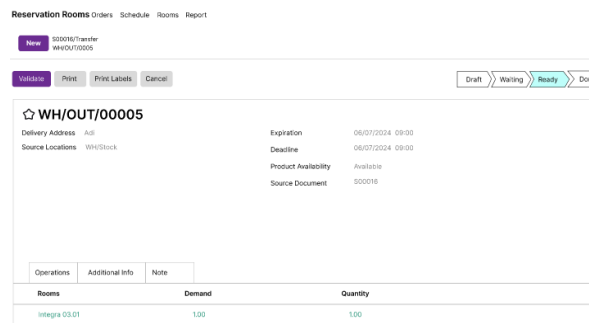 Reservation Rooms Orders Schedule Rooms Report
New S00016/Transfer
WH/OUT/0005
Validate Print Print Labels Cancel Draft Waiting Ready Do
WH/OUT/00005
Delivery Address Adi Expiration 06/07/2024 09:00
Source Locations WH/Stock Deadline 06/07/2024 09:00
Product Availability Available
Source Document S00016
Operations Additional Info Note
Rooms Demand Quantity
Integra 03.01 1.00 1.00